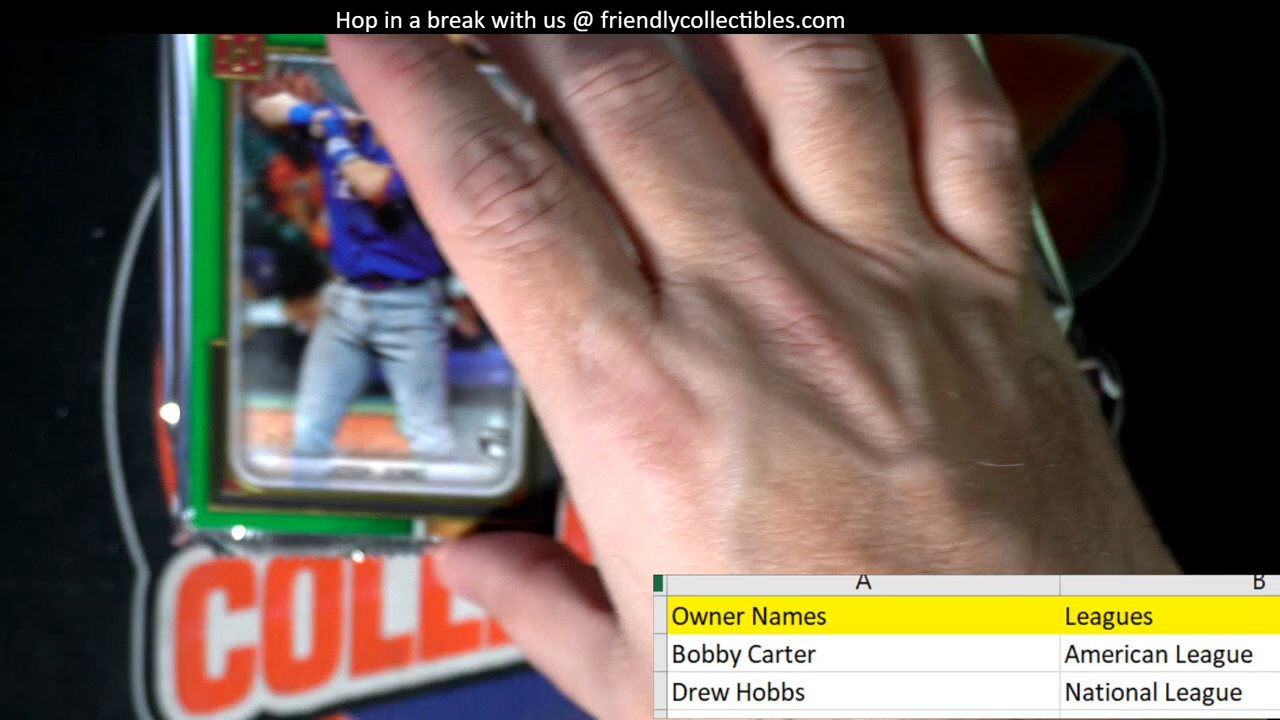 Hop in a break with us @ friendlycollectibles.com
COLL
A B
Owner Names Leagues
Bobby Carter American League
Drew Hobbs National League